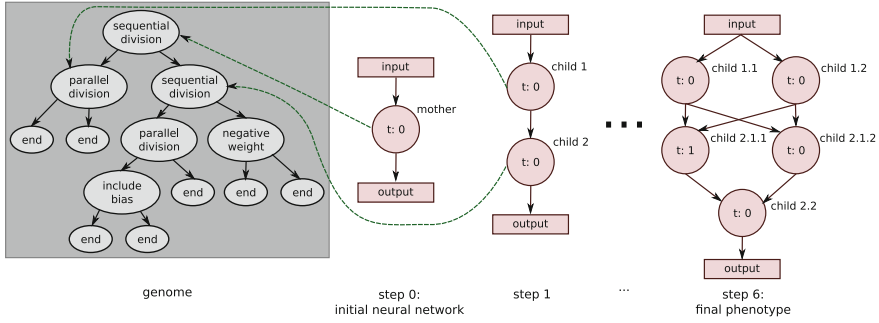 sequential
division
parallel
division
sequential
division
end
end
parallel
division
negative
weight
include
bias
end
end
end
end
end
genome
input
mother
t: 0
output
step 0:
initial neural network
input
child 1
t: 0
child 2
t: 0
output
step 1
...
...
input
child 1.1
t: 0
child 1.2
t: 0
child 2.1.1
t: 1
child 2.1.2
t: 0
child 2.2
t: 0
output
step 6:
final phenotype